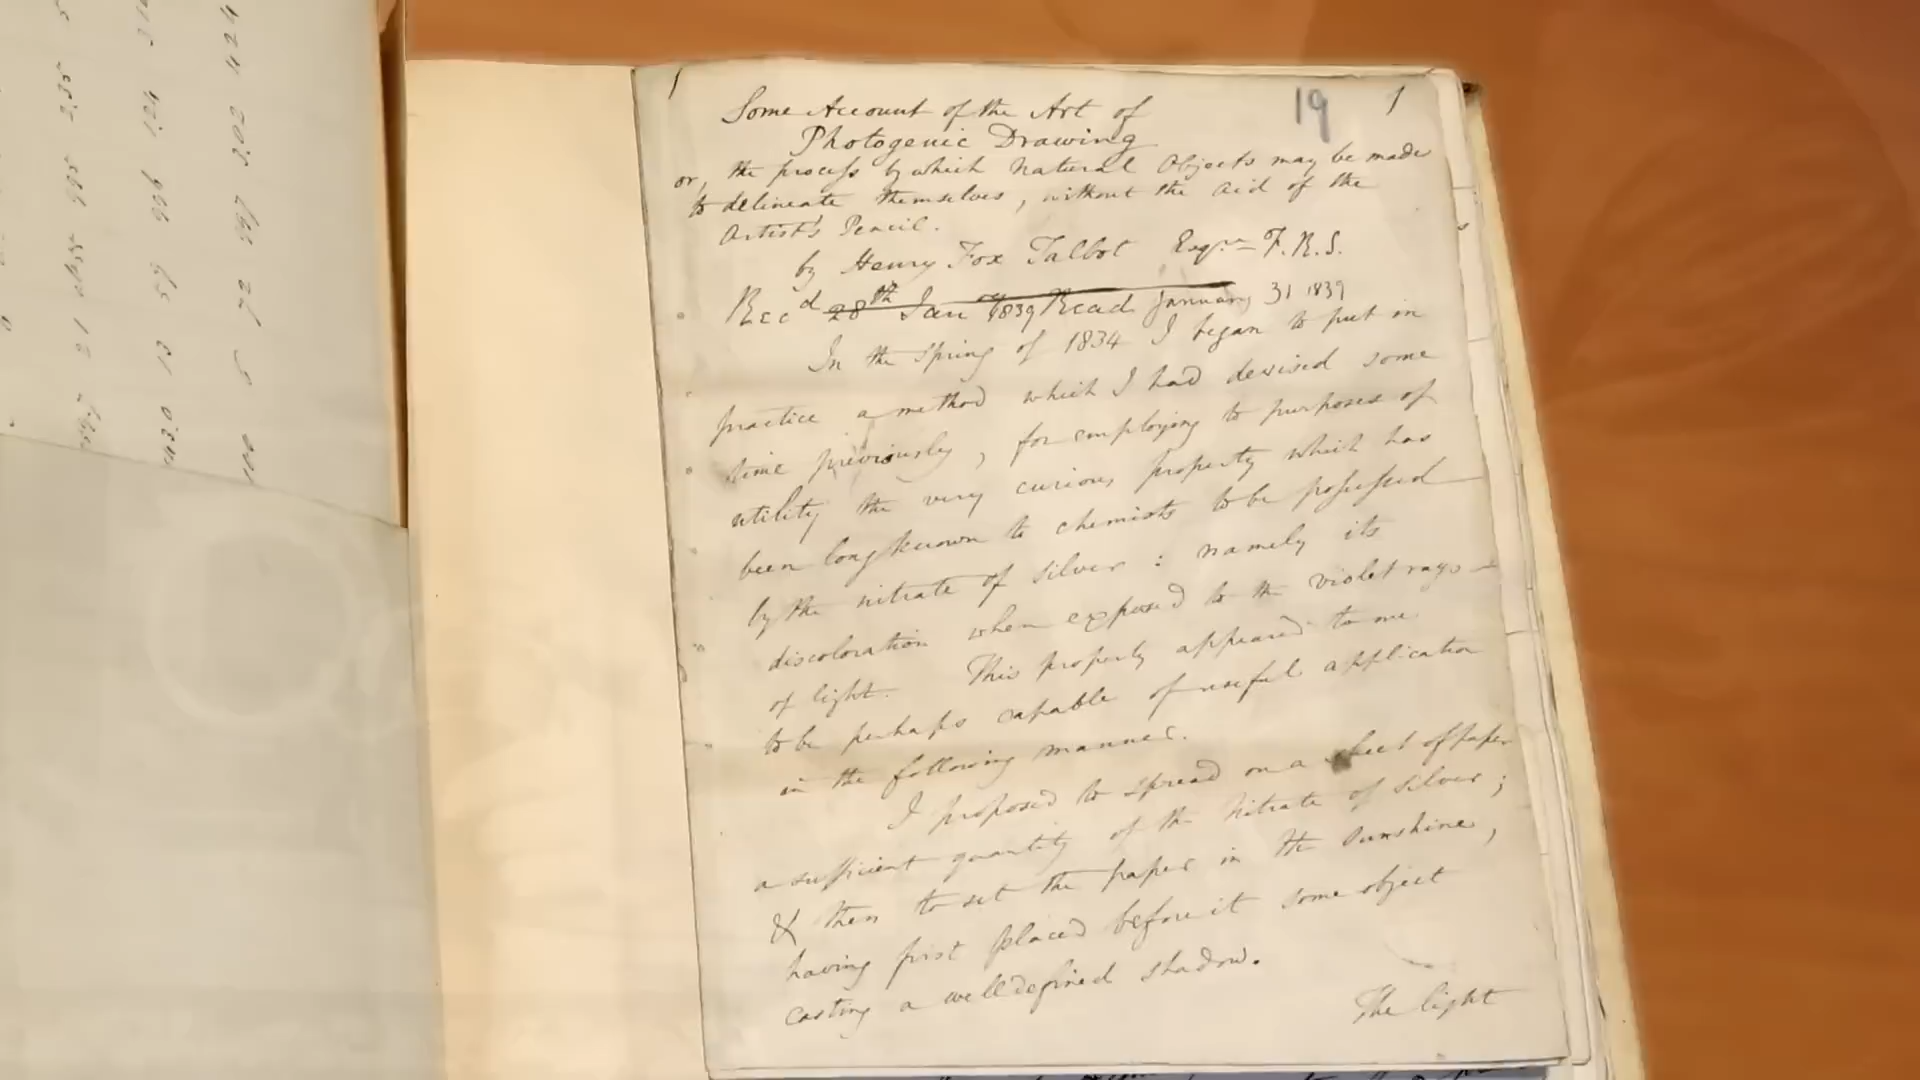 19 1
Some Account of the Art of
Photogenic Drawing
or, the process by which Natural Objects may be made
to delineate themselves, without the aid of the
Artist's Pencil.
by Henry Fox Talbot Esqre F.R.S.
Recd 28th Jan 1839 Read January 31 1839
In the Spring of 1834 I began to put in
practice a method which I had devised some
time previously, for employing to purposes of
utility the very curious property which has
been long known to chemists to be possessed
by the nitrate of silver: namely its
discoloration when exposed to the violet rays
of light. This property appeared to me
to be perhaps capable of useful application
in the following manner.
I proposed to spread on a sheet of paper
a sufficient quantity of the nitrate of silver;
& then to set the paper in the sunshine,
having first placed before it some object
casting a well defined shadow.
The light